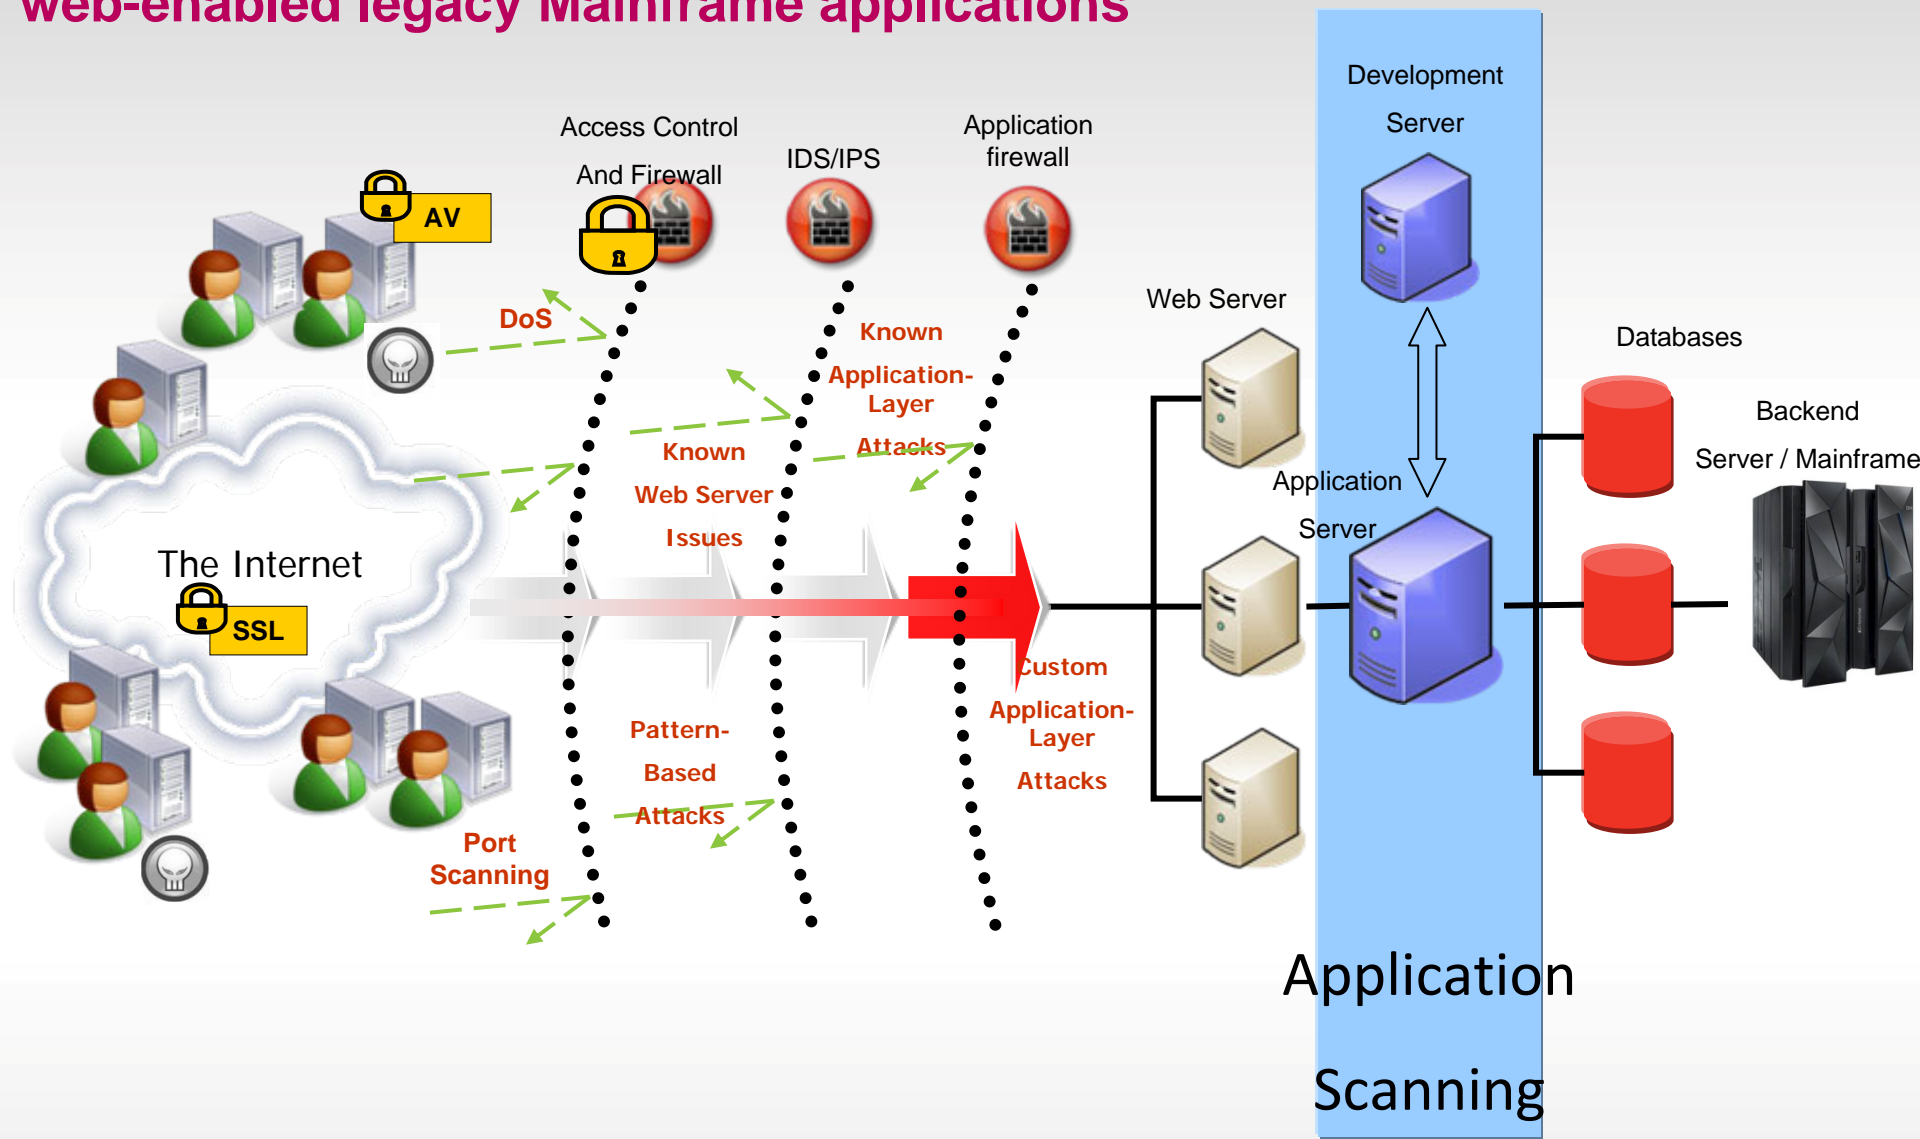 web-enabled legacy Mainframe applications
Development
Server
Access Control
And Firewall
IDS/IPS
Application
firewall
AV
DoS
Known
Application-
Layer
Attacks
Web Server
Databases
Backend
Server / Mainframe
Known
Web Server
Issues
Application
Server
The Internet
SSL
Custom
Application-
Layer
Attacks
Pattern-
Based
Attacks
Port
Scanning
Application
Scanning